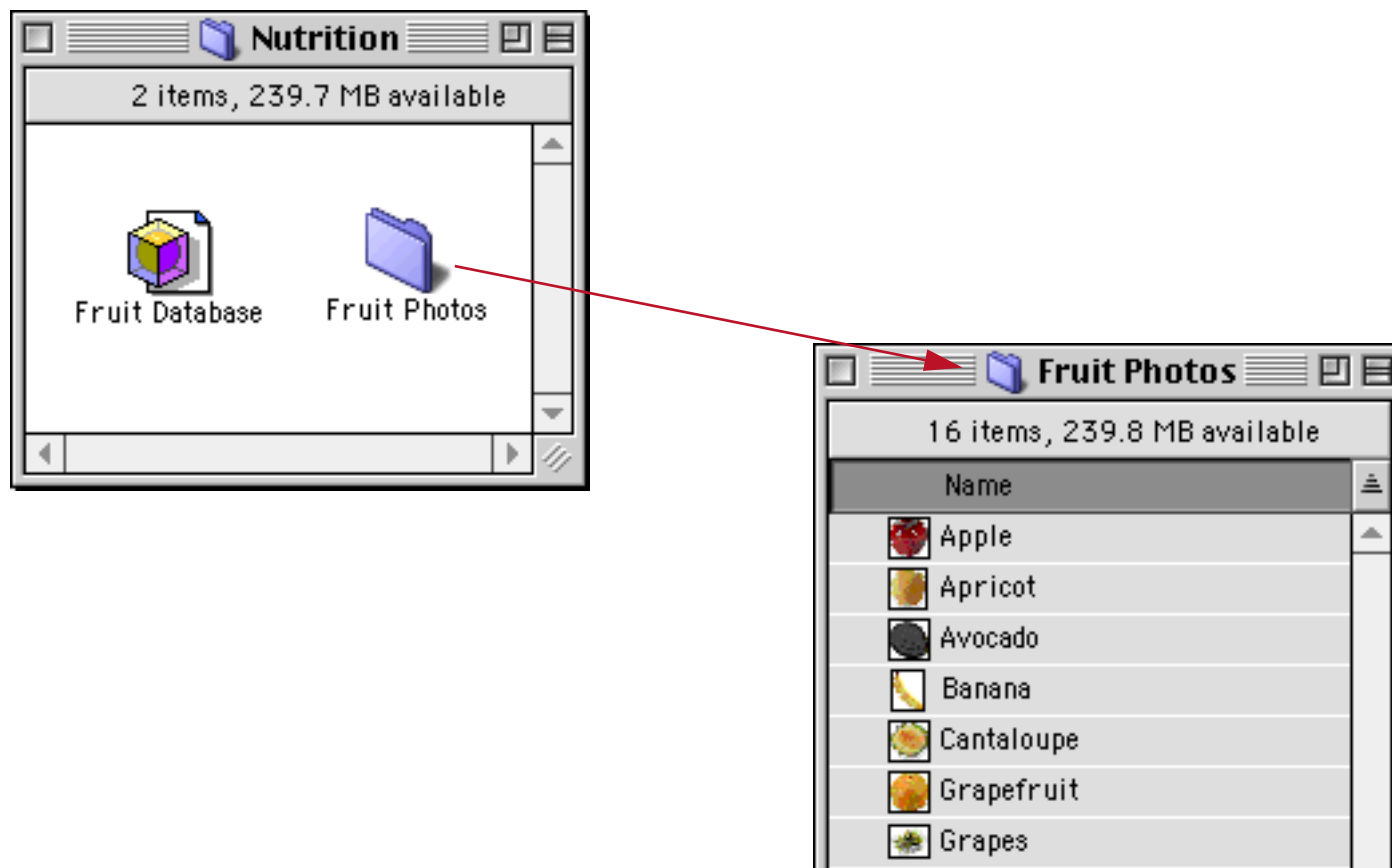 Nutrition
2 items, 239.7 MB available
Fruit Database
Fruit Photos
Fruit Photos
16 items, 239.8 MB available
Name
Apple
Apricot
Avocado
Banana
Cantaloupe
Grapefruit
Grapes